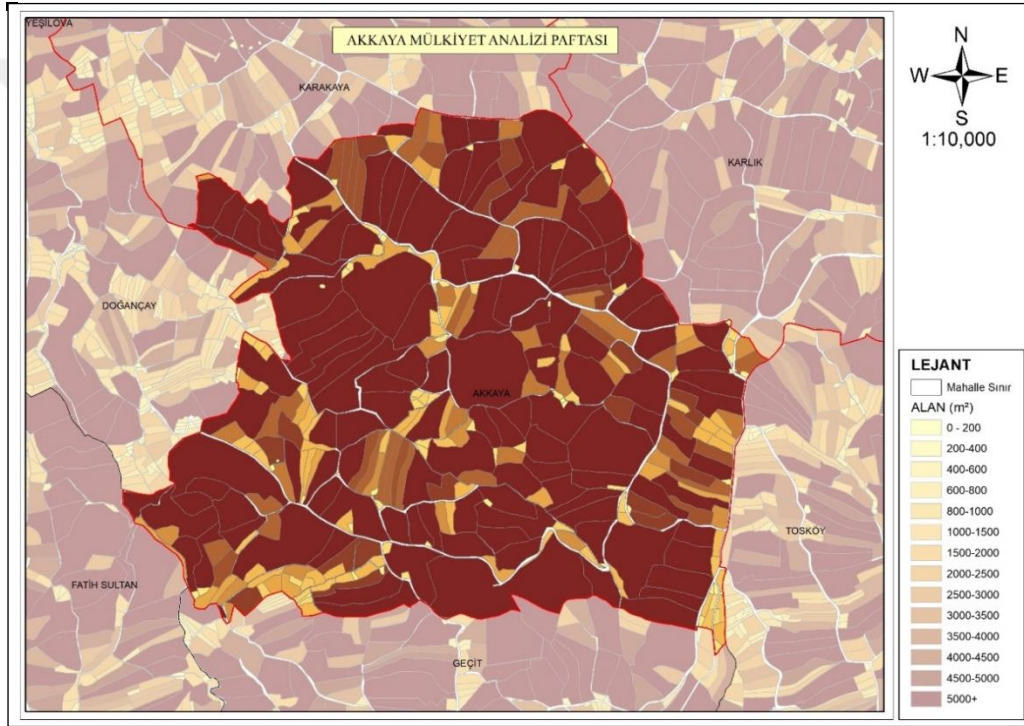 YEŞİLOVA
AKKAYA MÜLKİYET ANALİZİ PAFTASI
KARAKAYA
KARLIK
DOĞANÇAY
AKKAYA
TOSKÖY
FATİH SULTAN
GEÇİT
N
W
E
S
1:10,000
LEJANT
Mahalle Sınır
ALAN (m²)
0 - 200
200-400
400-600
600-800
800-1000
1000-1500
1500-2000
2000-2500
2500-3000
3000-3500
3500-4000
4000-4500
4500-5000
5000+